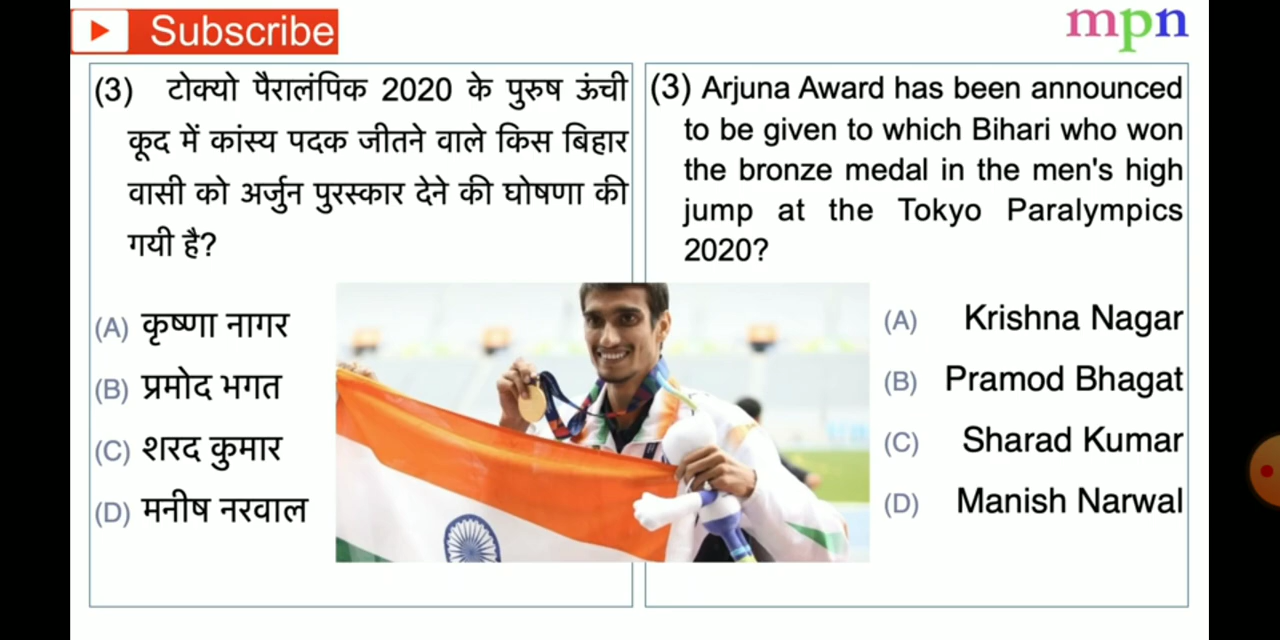 Subscribe
mpn
(3) टोक्यो पैरालंपिक 2020 के पुरुष ऊंची
कूद में कांस्य पदक जीतने वाले किस बिहार
वासी को अर्जुन पुरस्कार देने की घोषणा की
गयी है?
(A) कृष्णा नागर
(B) प्रमोद भगत
(C) शरद कुमार
(D) मनीष नरवाल
(3) Arjuna Award has been announced
to be given to which Bihari who won
the bronze medal in the men's high
jump at the Tokyo Paralympics
2020?
(A) Krishna Nagar
(B) Pramod Bhagat
(C) Sharad Kumar
(D) Manish Narwal